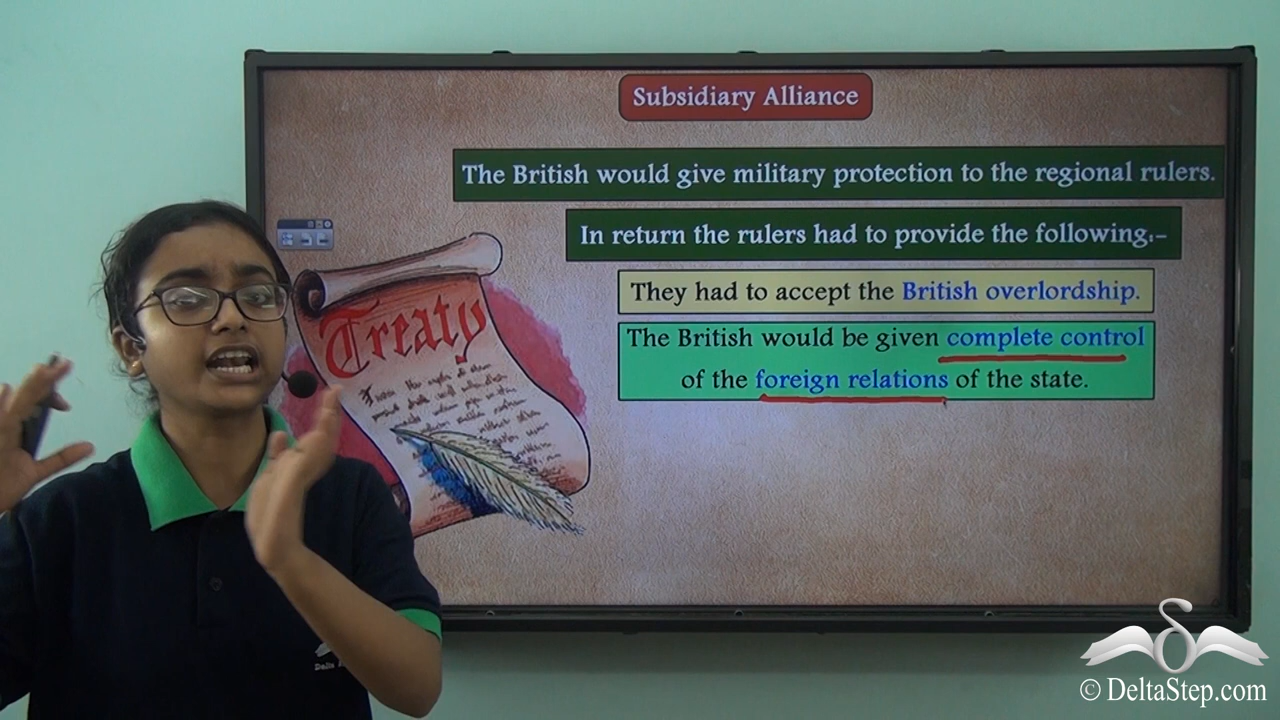 Subsidiary Alliance
The British would give military protection to the regional rulers.
In return the rulers had to provide the following:-
They had to accept the British overlordship.
The British would be given complete control
of the foreign relations of the state.
Treaty
Delta
© DeltaStep.com